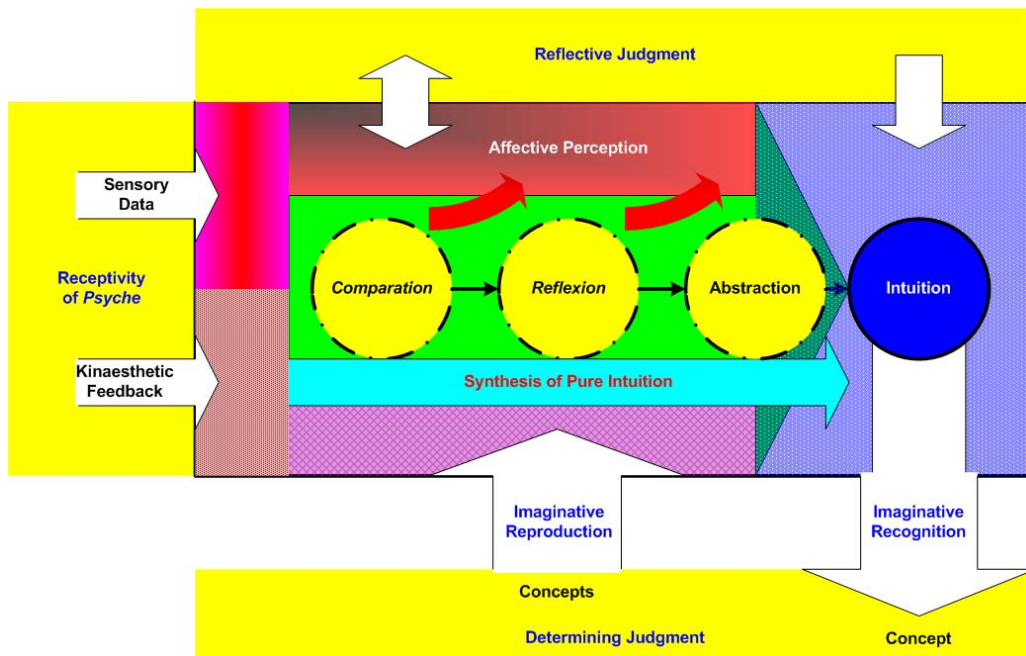 Reflective Judgment
Affective Perception
Sensory
Data
Receptivity
of Psyche
Comparation
Reflexion
Abstraction
Intuition
Kinaesthetic
Feedback
Synthesis of Pure Intuition
Imaginative
Reproduction
Imaginative
Recognition
Concepts
Determining Judgment
Concept